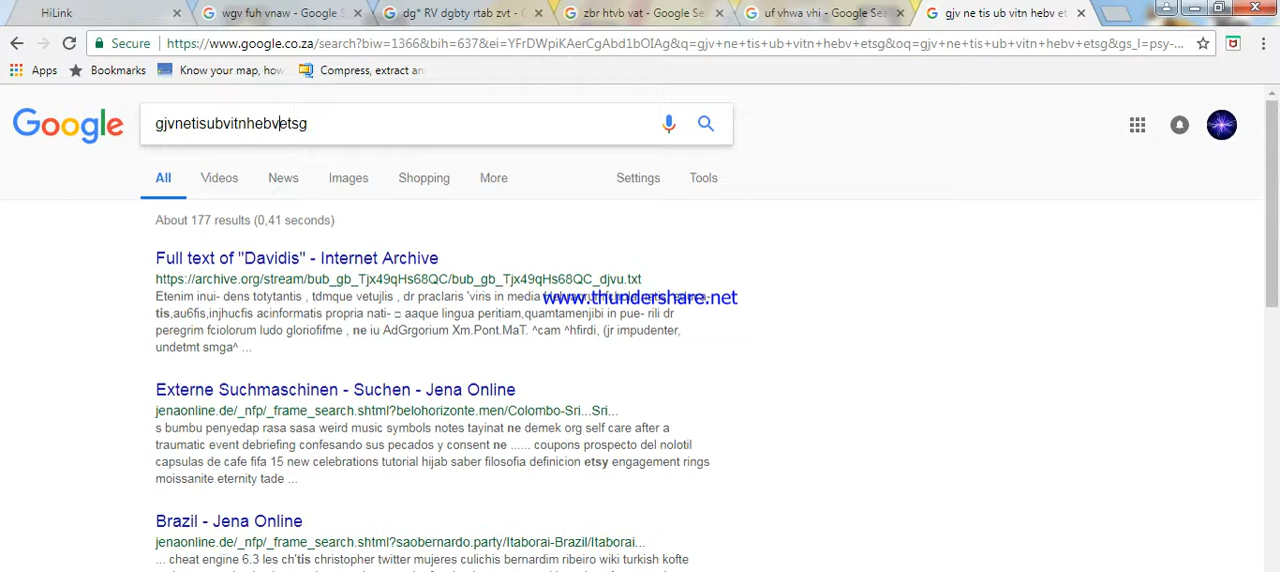 HiLink
wgv fuh vnaw - Google S
dg* RV dgbty rtab zvt - G
zbr htvb vat - Google Sea
uf vhwa vhi - Google Sea
gjv ne tis ub vitn hebv e
Secure
https://www.google.co.za/search?biw=1366&bih=637&ei=YFrDWpiKAerCgAbd1bOIAg&q=gjv+ne+tis+ub+vitn+hebv+etsg&oq=gjv+ne+tis+ub+vitn+hebv+etsg&gs_l=psy-...
Apps
Bookmarks
Know your map, how
Compress, extract an
Google
gjvnetisubvitnhebvetsg
All
Videos
News
Images
Shopping
More
Settings
Tools
About 177 results (0,41 seconds)
Full text of "Davidis" - Internet Archive
https://archive.org/stream/bub_gb_Tjx49qHs68QC/bub_gb_Tjx49qHs68QC_djvu.txt
Etenim inui- dens totytantis , tdmque vetujlis , dr praclaris 'viris in media
www.thundershare.net
tis,au6fis,injhucfis acinformatis propria nati- □ aaque lingua peritiam,quamtamenjibi in pue- rili dr
peregrim fciolorum ludo gloriofifme , ne iu AdGrgorium Xm.Pont.MaT. ^cam ^hfirdi, (jr impudenter,
undetmt smga^ ...
Externe Suchmaschinen - Suchen - Jena Online
jenaonline.de/_nfp/_frame_search.shtml?belohorizonte.men/Colombo-Sri...Sri...
s bumbu penyedap rasa sasa weird music symbols notes tayinat ne demek org self care after a
traumatic event debriefing confesando sus pecados y consent ne ...... coupons prospecto del nolotil
capsulas de cafe fifa 15 new celebrations tutorial hijab saber filosofia definicion etsy engagement rings
moissanite eternity tade ...
Brazil - Jena Online
jenaonline.de/_nfp/_frame_search.shtml?saobernardo.party/Itaborai-Brazil/Itaborai...
... cheat engine 6.3 les ch'tis christopher twitter mujeres culichis bernardim ribeiro wiki turkish kofte